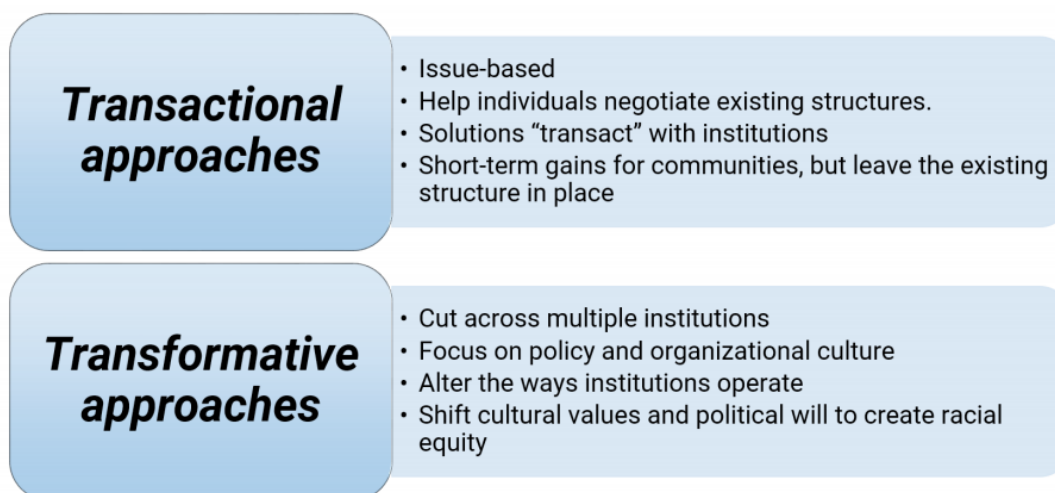 Transactional
approaches
• Issue-based
• Help individuals negotiate existing structures.
• Solutions “transact” with institutions
• Short-term gains for communities, but leave the existing
structure in place
Transformative
approaches
• Cut across multiple institutions
• Focus on policy and organizational culture
• Alter the ways institutions operate
• Shift cultural values and political will to create racial
equity